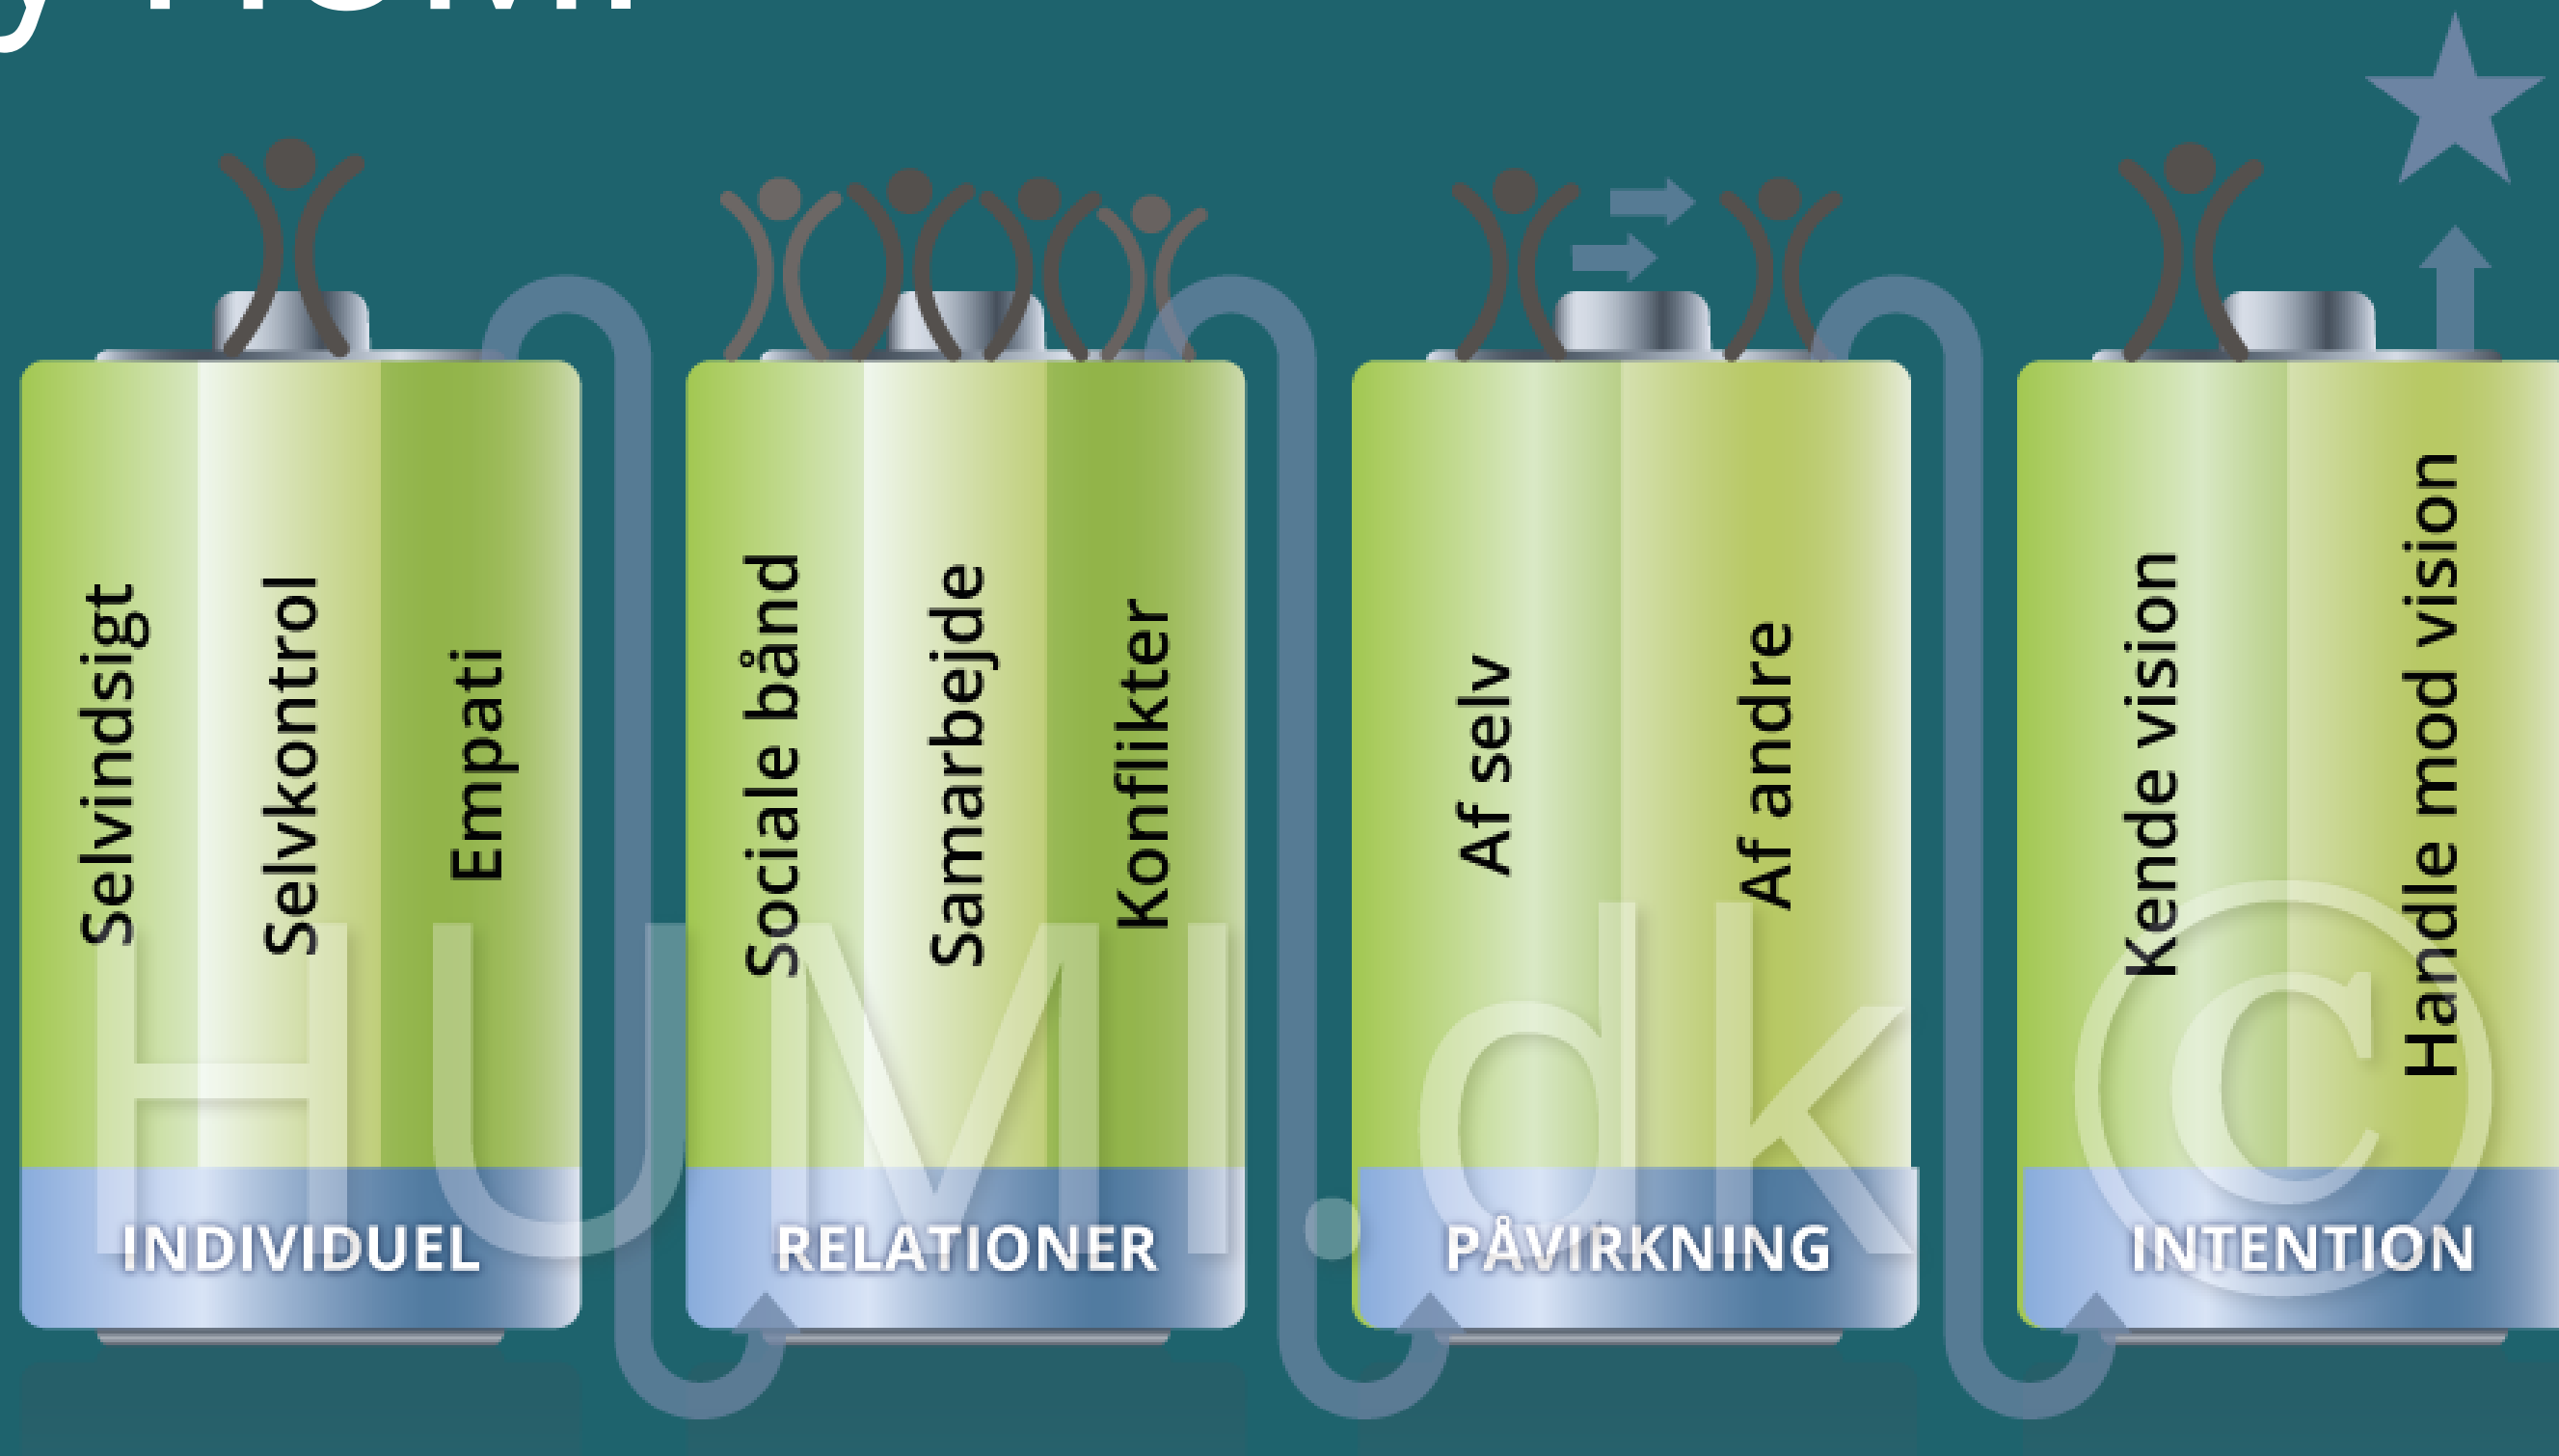 Selvindsigt
Selvkontrol
Empati
INDIVIDUEL
Sociale bånd
Samarbejde
Konflikter
RELATIONER
Af selv
Af andre
PÅVIRKNING
Kende vision
Handle mod vision
INTENTION
HUMI.dk ©